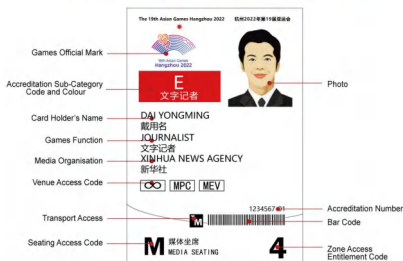 The 19th Asian Games Hangzhou 2022
杭州2022年第19届亚运会
Games Official Mark
19th Asian Games
Hangzhou 2022
Accreditation Sub-Category
Code and Colour
E
文字记者
Photo
Card Holder's Name
DAI YONGMING
戴用名
Games Function
JOURNALIST
文字记者
Media Organisation
XINHUA NEWS AGENCY
新华社
Venue Access Code
MPC
MEV
1234567-01
Accreditation Number
Transport Access
M
Bar Code
Seating Access Code
M
媒体坐席
MEDIA SEATING
4
Zone Access
Entitlement Code